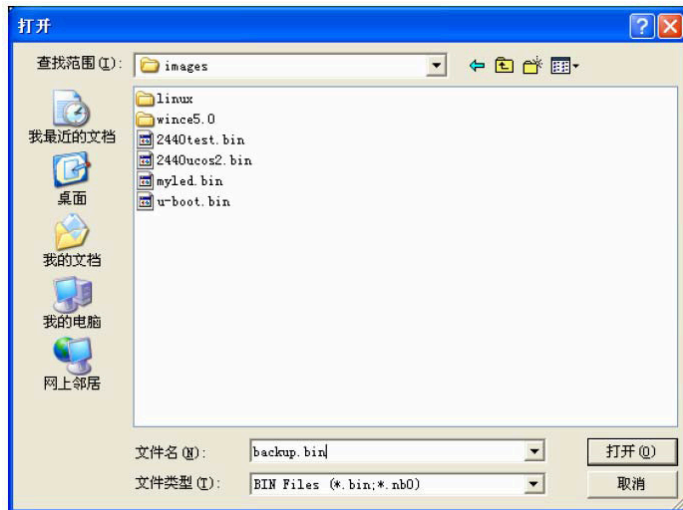 打开
查找范围(I):
images
我最近的文档
桌面
我的文档
我的电脑
网上邻居
linux
wince5.0
2440test.bin
2440ucos2.bin
myled.bin
u-boot.bin
文件名(N):
backup.bin
打开(O)
文件类型(T):
BIN Files (*.bin;*.nb0)
取消